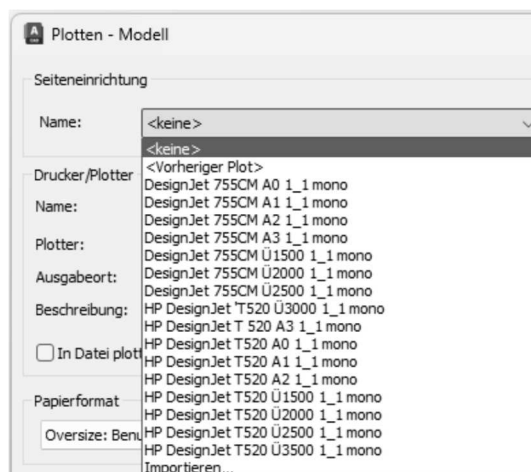 Plotten - Modell
Seiteneinrichtung
Name:
<keine>
<keine>
<Vorheriger Plot>
DesignJet 755CM A0 1_1 mono
DesignJet 755CM A1 1_1 mono
DesignJet 755CM A2 1_1 mono
DesignJet 755CM A3 1_1 mono
DesignJet 755CM Ü1500 1_1 mono
DesignJet 755CM Ü2000 1_1 mono
DesignJet 755CM Ü2500 1_1 mono
HP DesignJet 'T520 Ü3000 1_1 mono
HP DesignJet T 520 A3 1_1 mono
HP DesignJet T520 A0 1_1 mono
HP DesignJet T520 A1 1_1 mono
HP DesignJet T520 A2 1_1 mono
HP DesignJet T520 Ü1500 1_1 mono
HP DesignJet T520 Ü2000 1_1 mono
HP DesignJet T520 Ü2500 1_1 mono
HP DesignJet T520 Ü3500 1_1 mono
Importieren...
Drucker/Plotter
Name:
Plotter:
Ausgabeort:
Beschreibung:
In Datei plott
Papierformat
Oversize: Benu